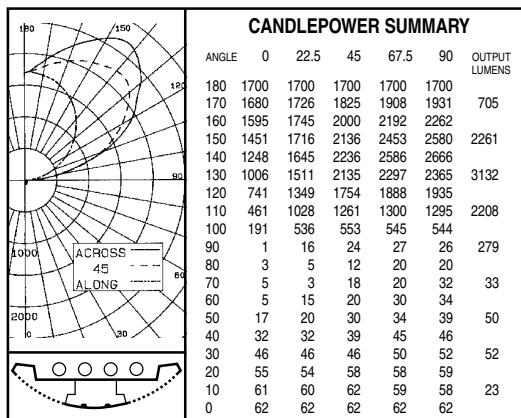 180
150
120
90
60
30
0
1000
2000
ACROSS
45
ALONG
CANDLEPOWER SUMMARY
ANGLE 0 22.5 45 67.5 90 OUTPUT LUMENS
180 1700 1700 1700 1700 1700
170 1680 1726 1825 1908 1931 705
160 1595 1745 2000 2192 2262
150 1451 1716 2136 2453 2580 2261
140 1248 1645 2236 2586 2666
130 1006 1511 2135 2297 2365 3132
120 741 1349 1754 1888 1935
110 461 1028 1261 1300 1295 2208
100 191 536 553 545 544
90 1 16 24 27 26 279
80 3 5 12 20 20
70 5 3 18 20 32 33
60 5 15 20 30 34
50 17 20 30 34 39 50
40 32 32 39 45 46
30 46 46 46 50 52 52
20 55 54 58 58 59
10 61 60 62 59 58 23
0 62 62 62 62 62